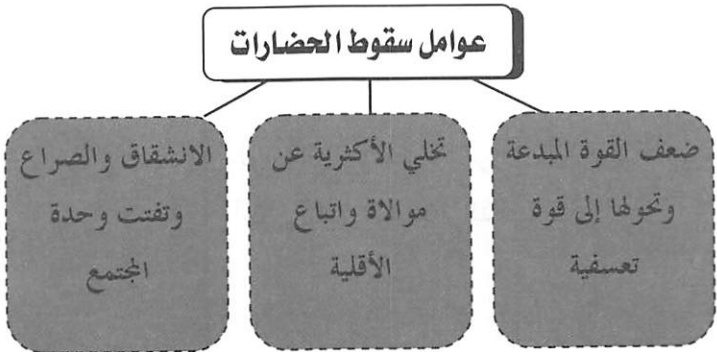 عوامل سقوط الحضارات
ضعف القوة المبدعة
وتحولها إلى قوة
تعسفية
تخلي الأكثرية عن
موالاة واتباع
الأقلية
الانشقاق والصراع
وتفتت وحدة
المجتمع